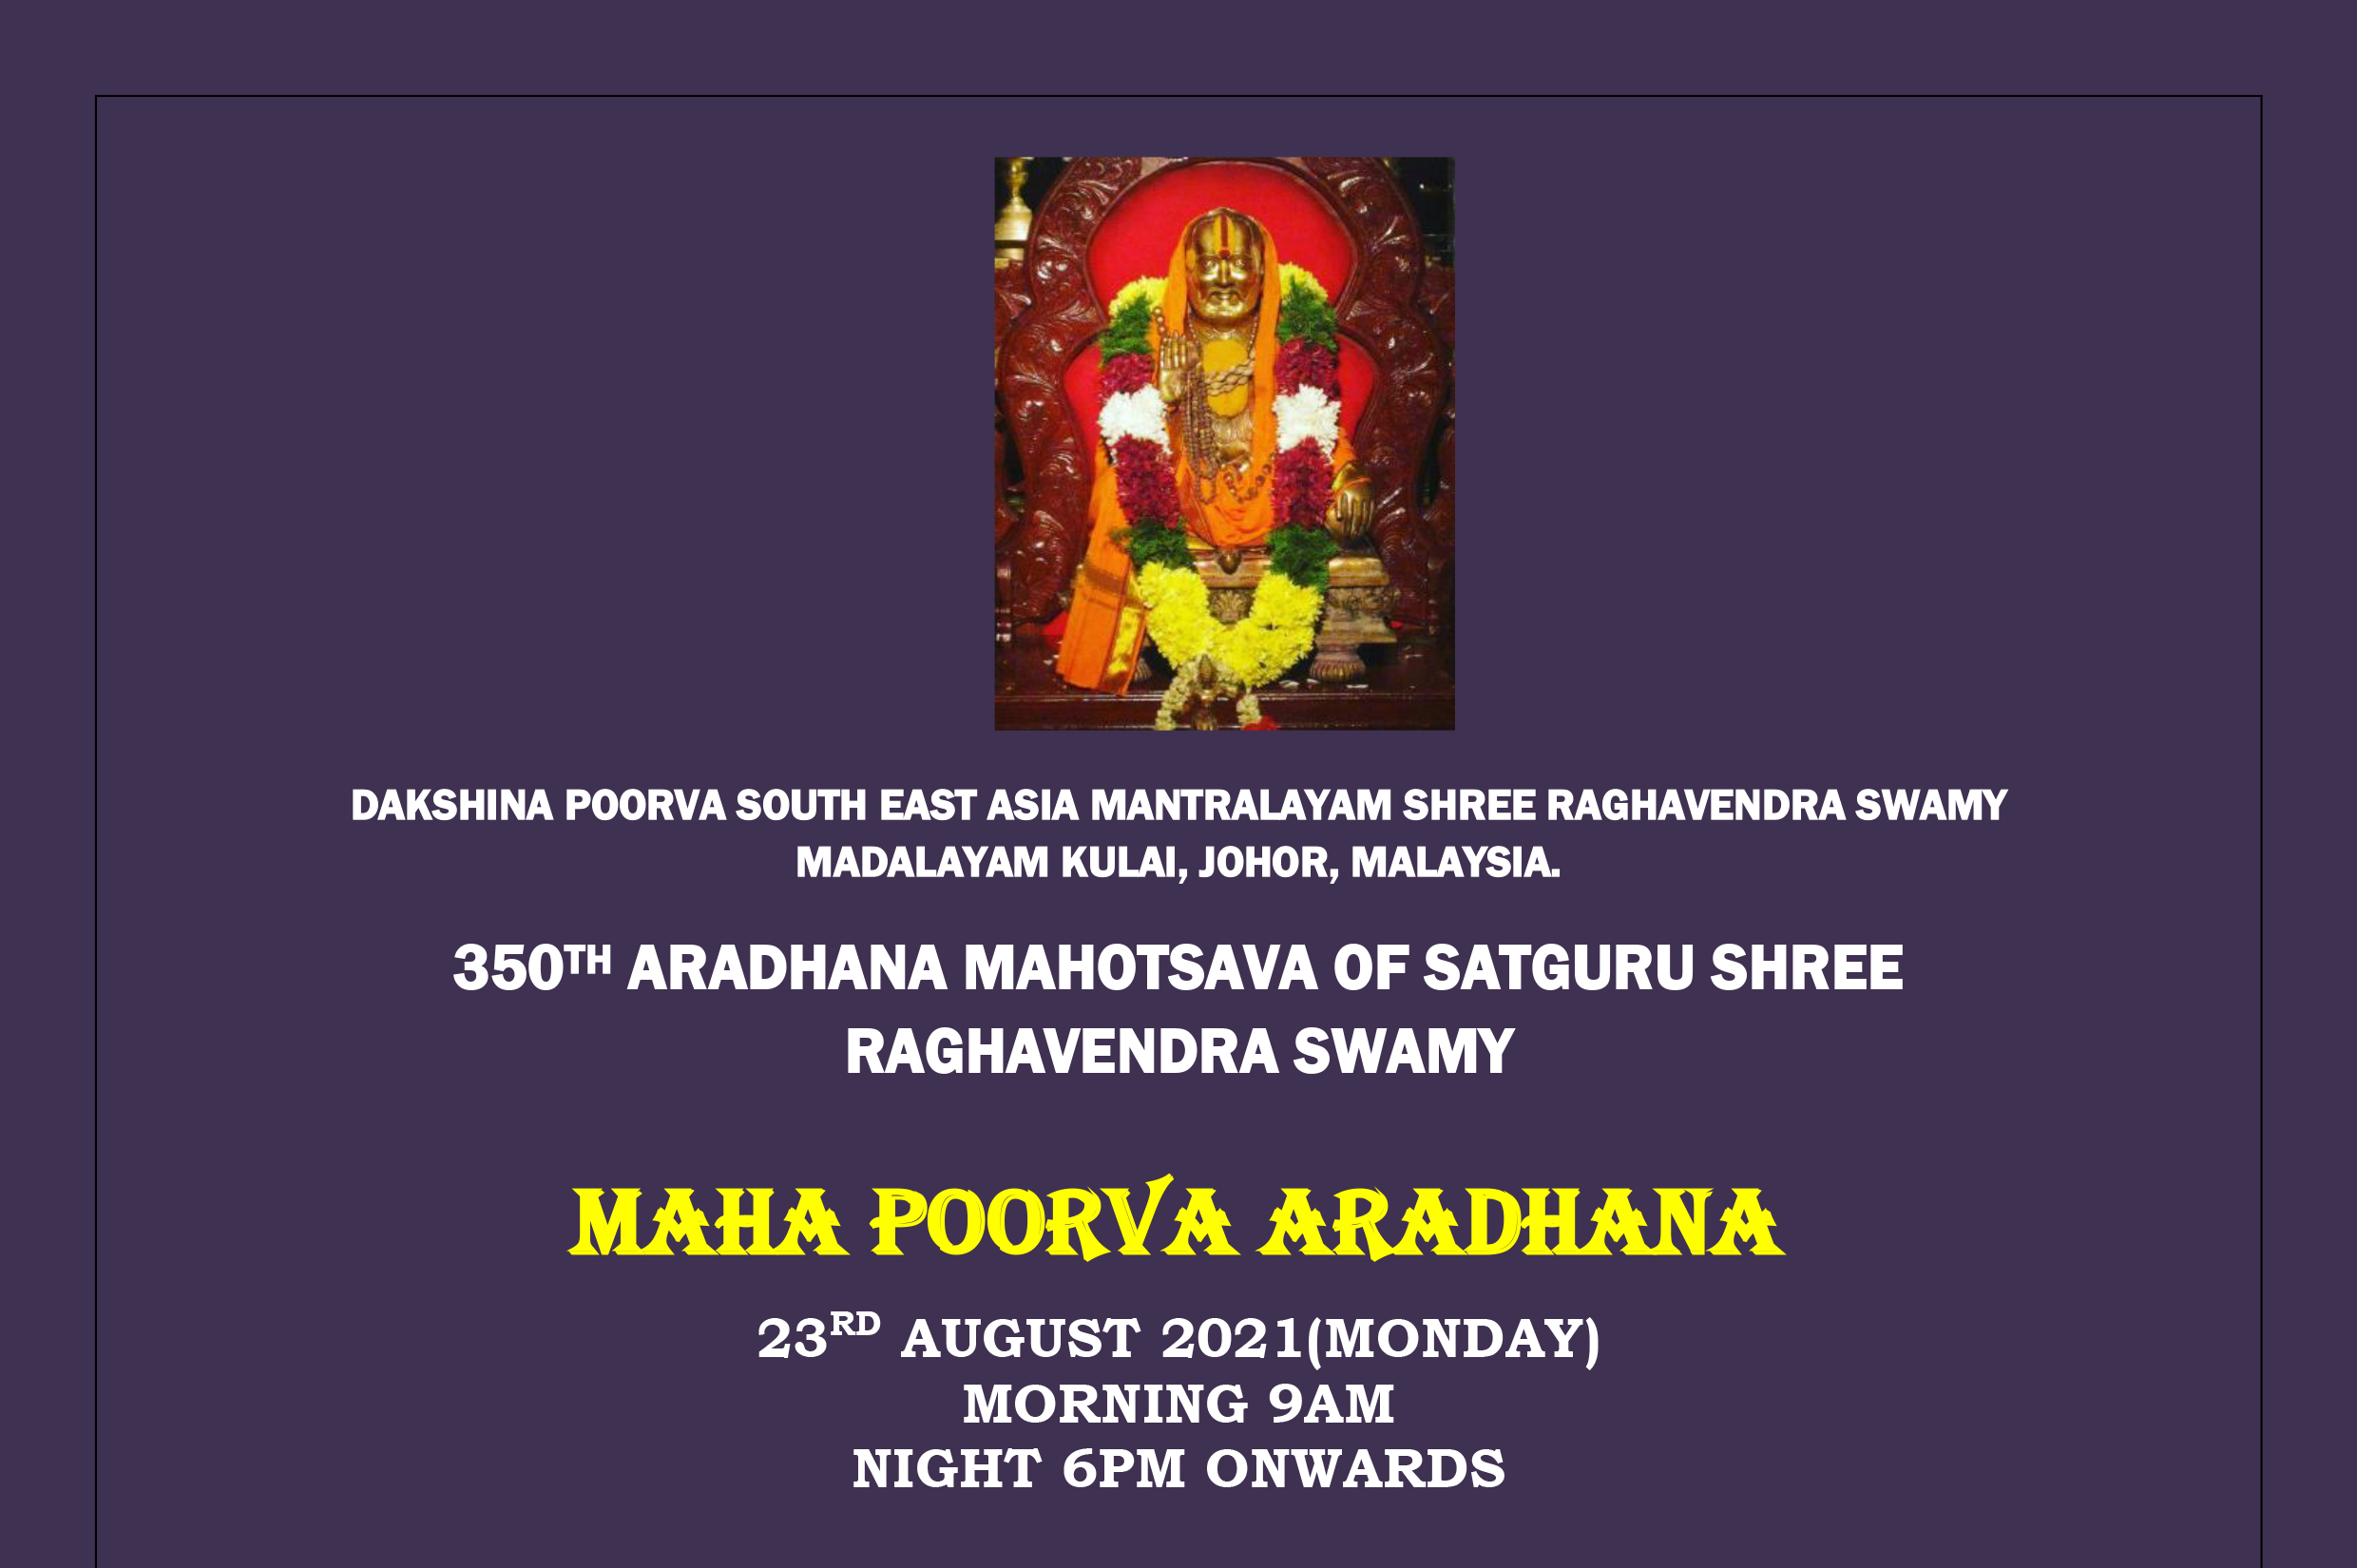 DAKSHINA POORVA SOUTH EAST ASIA MANTRALAYAM SHREE RAGHAVENDRA SWAMY
MADALAYAM KULAI, JOHOR, MALAYSIA.
350TH ARADHANA MAHOTSAVA OF SATGURU SHREE
RAGHAVENDRA SWAMY
MAHA POORVA ARADHANA
23RD AUGUST 2021(MONDAY)
MORNING 9AM
NIGHT 6PM ONWARDS